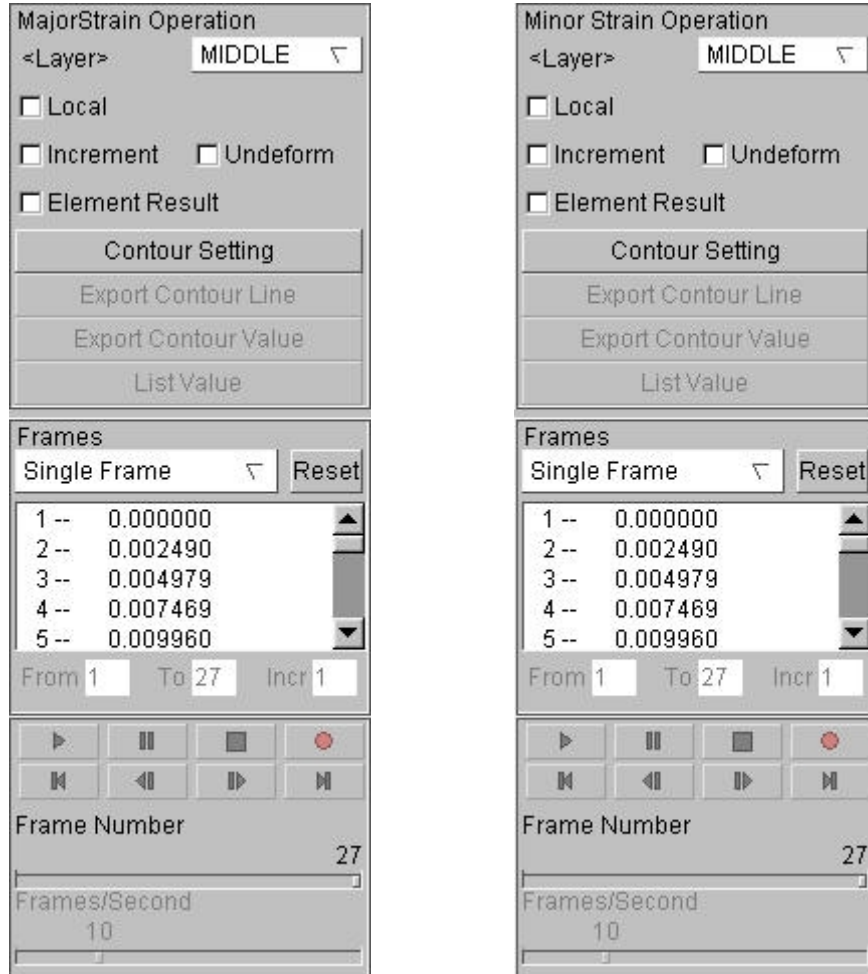 MajorStrain Operation
<Layer> MIDDLE
Local
Increment Undeform
Element Result
Contour Setting
Export Contour Line
Export Contour Value
List Value
Frames
Single Frame Reset
1 -- 0.000000
2 -- 0.002490
3 -- 0.004979
4 -- 0.007469
5 -- 0.009960
From 1 To 27 Incr 1
Frame Number
27
Frames/Second
10
Minor Strain Operation
<Layer> MIDDLE
Local
Increment Undeform
Element Result
Contour Setting
Export Contour Line
Export Contour Value
List Value
Frames
Single Frame Reset
1 -- 0.000000
2 -- 0.002490
3 -- 0.004979
4 -- 0.007469
5 -- 0.009960
From 1 To 27 Incr 1
Frame Number
27
Frames/Second
10